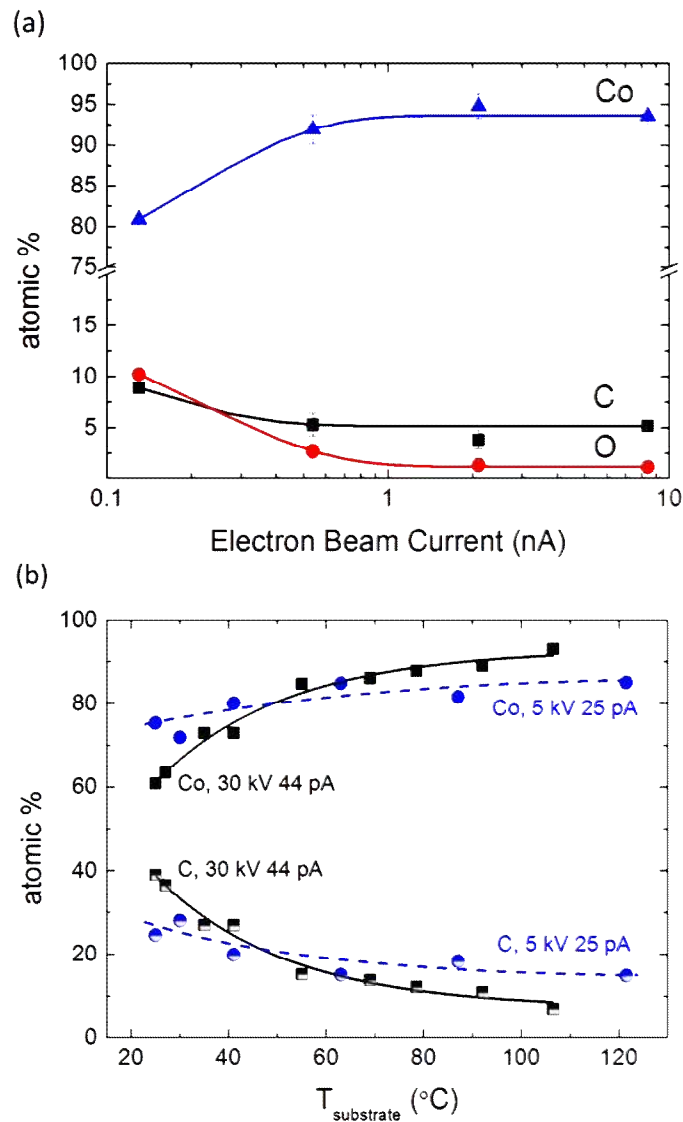 (a)
100
95
90
85
80
75
15
10
5
atomic %
Co
C
O
0.1
1
10
Electron Beam Current (nA)
(b)
100
80
60
40
20
0
atomic %
Co, 5 kV 25 pA
Co, 30 kV 44 pA
C, 30 kV 44 pA
C, 5 kV 25 pA
20
40
60
80
100
120
Tsubstrate (°C)